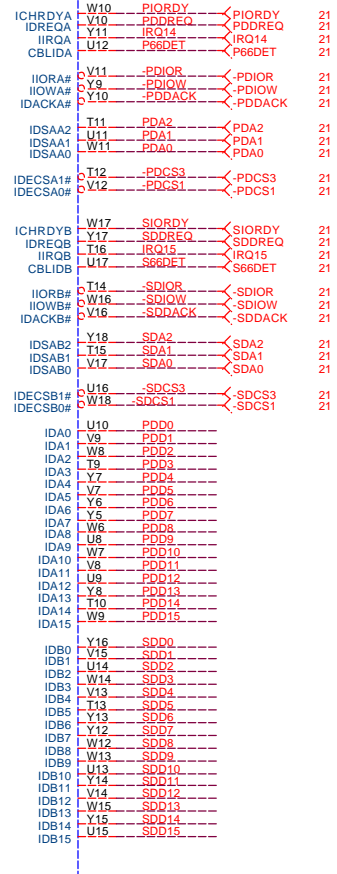 ICHRDYA W10 PIORDY PIORDY 21
IDREQA V10 PDDREQ PDDREQ 21
IIRQA Y11 IRQ14 IRQ14 21
CBLIDA U12 P66DET P66DET 21
IIORA# V11 -PDIOR -PDIOR 21
IIOWA# Y9 -PDIOW -PDIOW 21
IDACKA# Y10 -PDDACK -PDDACK 21
IDSAA2 T11 PDA2 PDA2 21
IDSAA1 U11 PDA1 PDA1 21
IDSAA0 W11 PDA0 PDA0 21
IDECSA1# T12 -PDCS3 -PDCS3 21
IDECSA0# V12 -PDCS1 -PDCS1 21
ICHRDYB W17 SIORDY SIORDY 21
IDREQB Y17 SDDREQ SDDREQ 21
IIRQB T16 IRQ15 IRQ15 21
CBLIDB U17 S66DET S66DET 21
IIORB# T14 -SDIOR -SDIOR 21
IIOWB# W16 -SDIOW -SDIOW 21
IDACKB# V16 -SDDACK -SDDACK 21
IDSAB2 Y18 SDA2 SDA2 21
IDSAB1 T15 SDA1 SDA1 21
IDSAB0 V17 SDA0 SDA0 21
IDECSB1# U16 -SDCS3 -SDCS3 21
IDECSB0# W18 -SDCS1 -SDCS1 21
IDA0 U10 PDD0
IDA1 V9 PDD1
IDA2 W8 PDD2
IDA3 T9 PDD3
IDA4 Y7 PDD4
IDA5 V7 PDD5
IDA6 Y6 PDD6
IDA7 Y5 PDD7
IDA8 W6 PDD8
IDA9 U8 PDD9
IDA10 W7 PDD10
IDA11 V8 PDD11
IDA12 U9 PDD12
IDA13 Y8 PDD13
IDA14 T10 PDD14
IDA15 W9 PDD15
IDB0 Y16 SDD0
IDB1 V15 SDD1
IDB2 U14 SDD2
IDB3 W14 SDD3
IDB4 V13 SDD4
IDB5 T13 SDD5
IDB6 Y13 SDD6
IDB7 Y12 SDD7
IDB8 W12 SDD8
IDB9 W13 SDD9
IDB10 U13 SDD10
IDB11 Y14 SDD11
IDB12 V14 SDD12
IDB13 W15 SDD13
IDB14 Y15 SDD14
IDB15 U15 SDD15